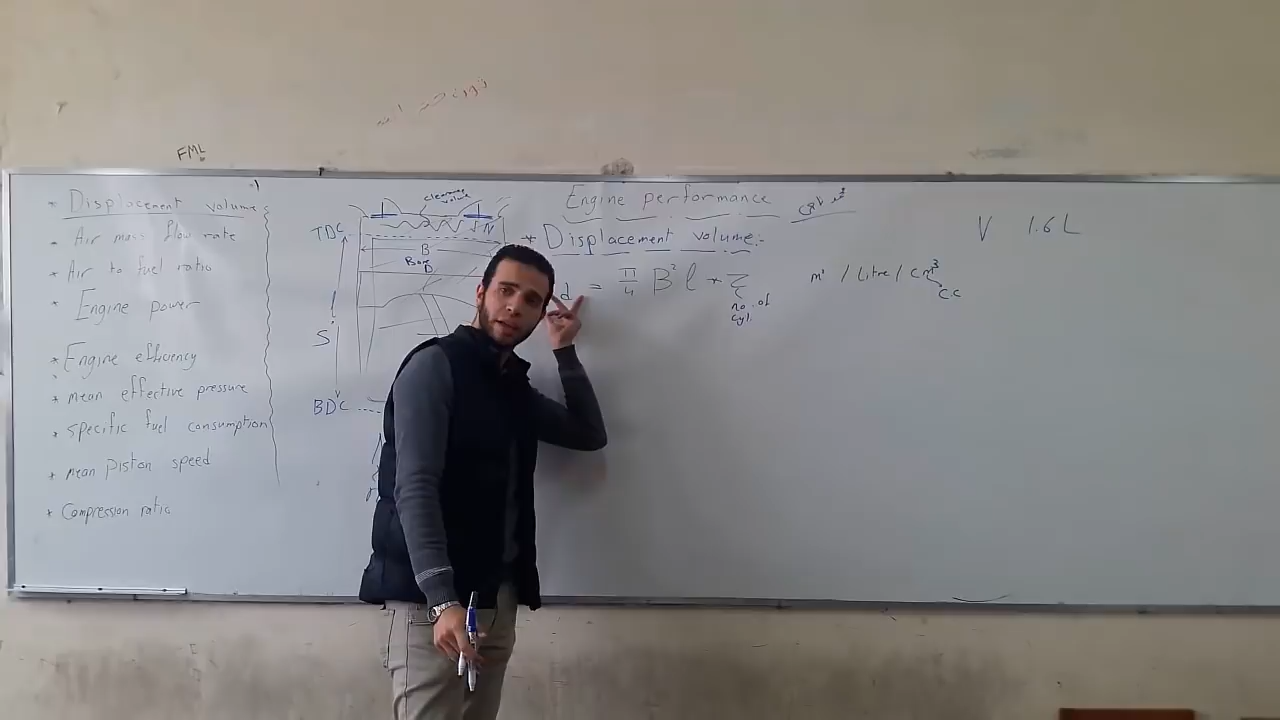 FML
* Displacement volume
* Air mass flow rate
* Air to fuel ratio
* Engine power
* Engine efficiency
* mean effective pressure
* specific fuel consumption
* mean piston speed
* Compression ratio
clearance volume
TDC
B
Bore
D
S
BDC
Engine performance
* Displacement volume:-
d = π/4 B² l * Z
no. of
cyl.
m³ / Litre / cm³
C.C
V 1.6 L